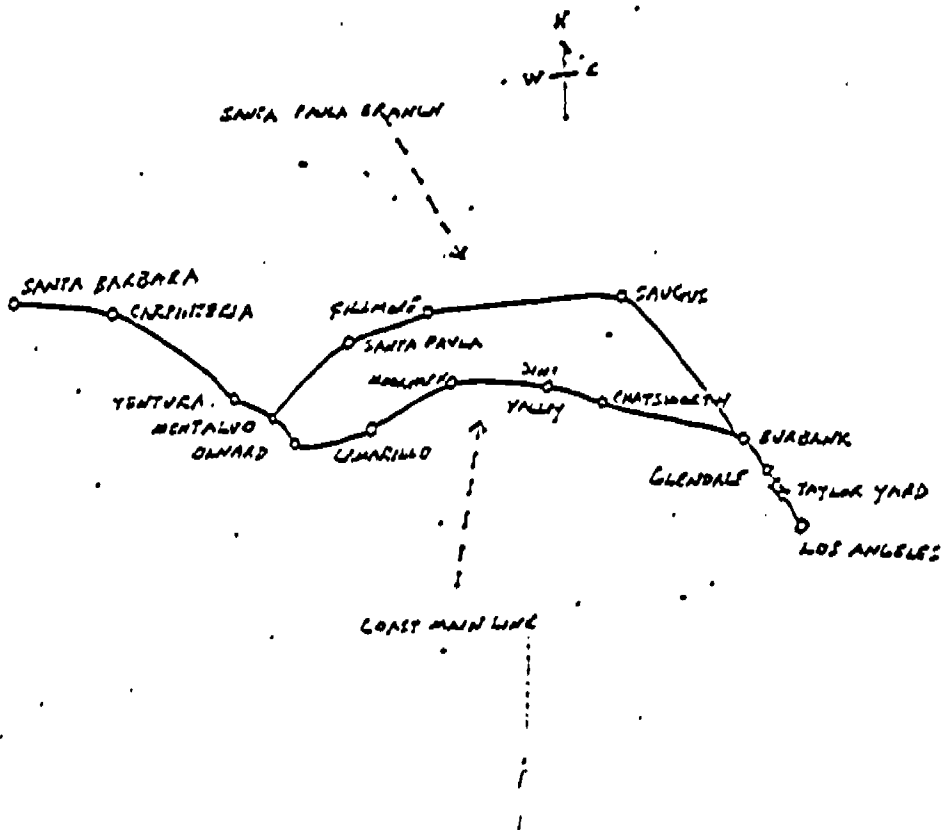 N
W E
SANTA PAULA BRANCH
SANTA BARBARA
CARPINTERIA
FILLMORE
SAUGUS
SANTA PAULA
MOORPARK
SIMI
VALLEY
CHATSWORTH
VENTURA
MONTALVO
OXNARD
CAMARILLO
BURBANK
GLENDALE
TAYLOR YARD
LOS ANGELES
COAST MAIN LINE